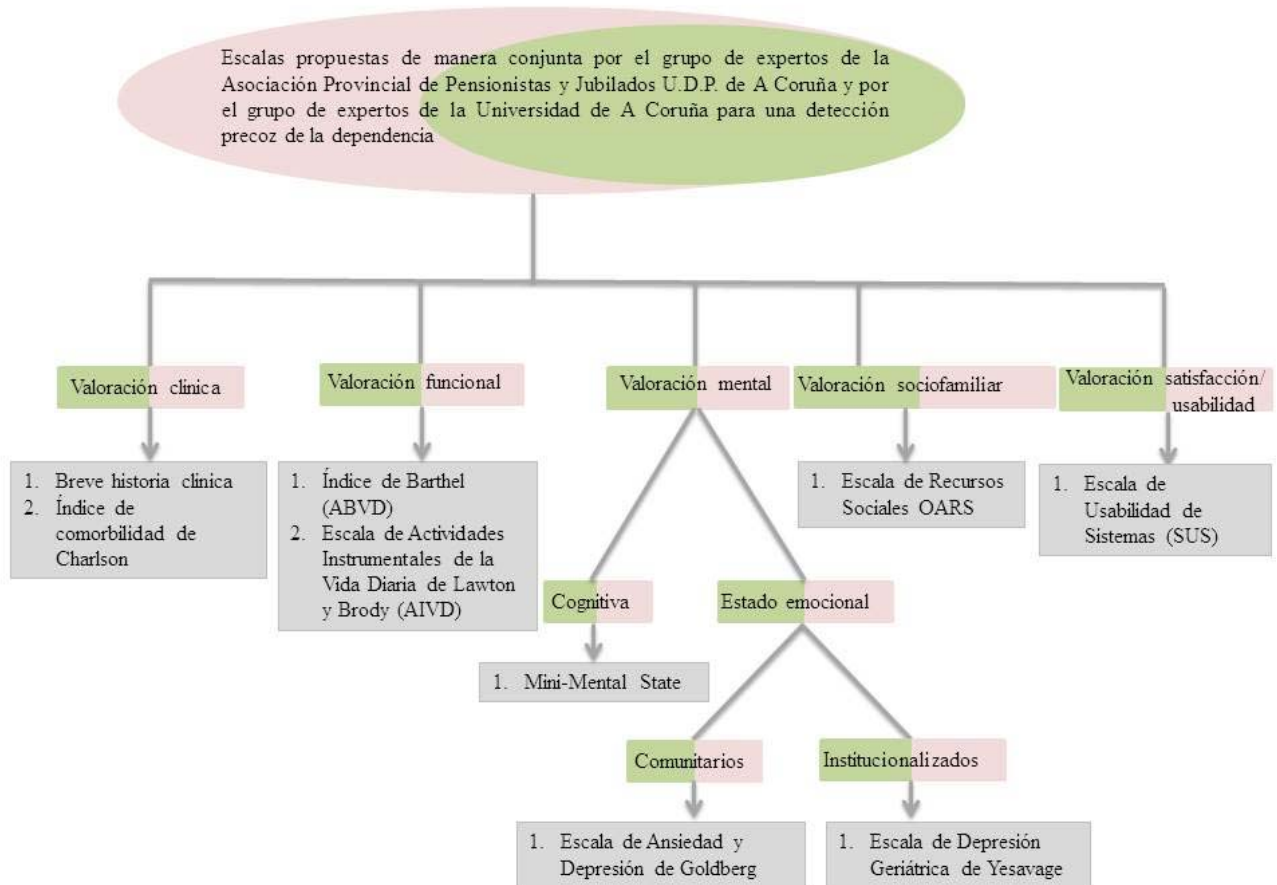 Escalas propuestas de manera conjunta por el grupo de expertos de la
Asociación Provincial de Pensionistas y Jubilados U.D.P. de A Coruña y por
el grupo de expertos de la Universidad de A Coruña para una detección
precoz de la dependencia
Valoración clínica
Valoración funcional
Valoración mental
Valoración sociofamiliar
Valoración satisfacción/
usabilidad
1. Breve historia clínica
2. Índice de
comorbilidad de
Charlson
1. Índice de Barthel
(ABVD)
2. Escala de Actividades
Instrumentales de la
Vida Diaria de Lawton
y Brody (AIVD)
1. Escala de Recursos
Sociales OARS
1. Escala de
Usabilidad de
Sistemas (SUS)
Cognitiva
Estado emocional
1. Mini-Mental State
Comunitarios
Institucionalizados
1. Escala de Ansiedad y
Depresión de Goldberg
1. Escala de Depresión
Geriátrica de Yesavage